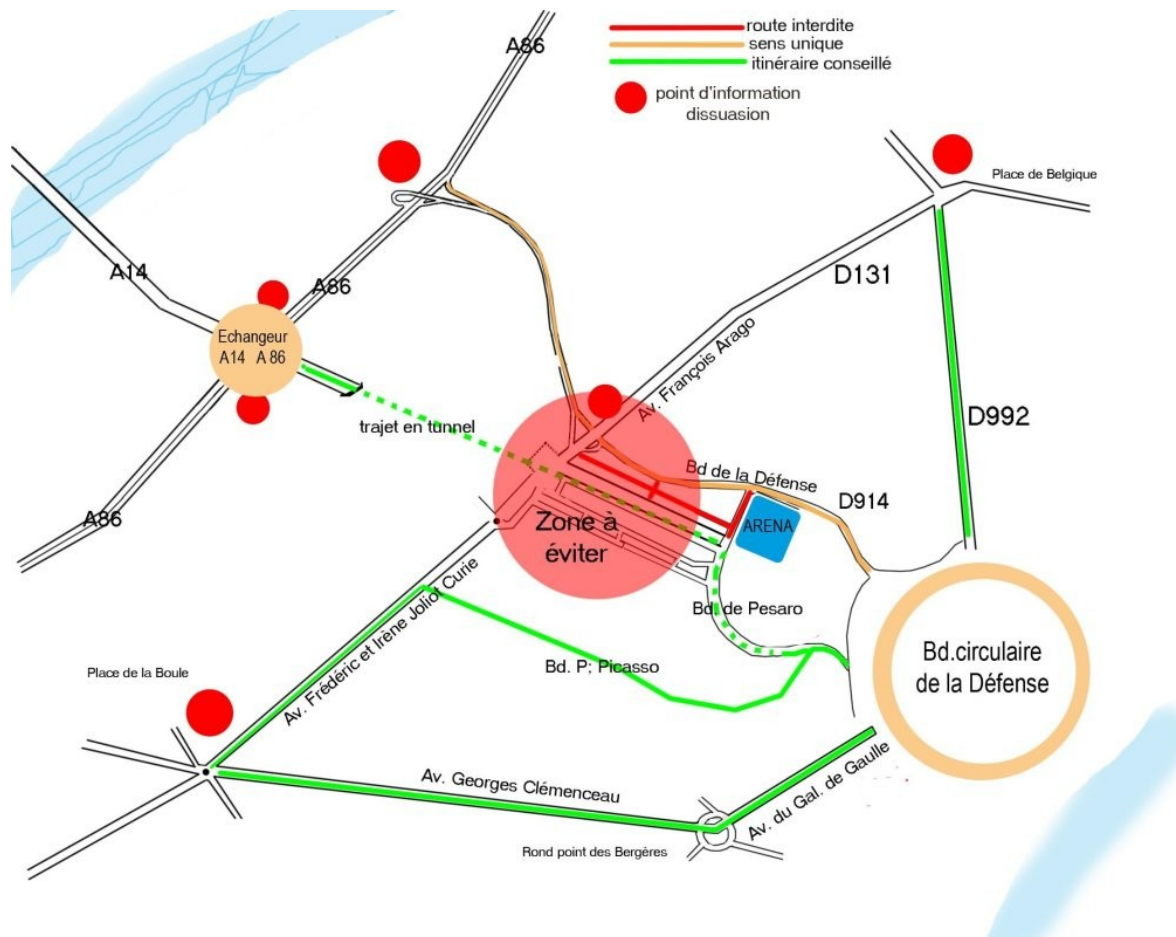 route interdite
sens unique
itinéraire conseillé
point d'information
dissuasion
A86
Place de Belgique
A14
A86
D131
Echangeur
A14 A 86
Av. François Arago
trajet en tunnel
D992
Bd de la Défense
D914
A86
Zone à
éviter
ARENA
Av. Frédéric et Irène Joliot Curie
Bd. de Pesaro
Bd. P; Picasso
Bd.circulaire
de la Défense
Place de la Boule
Av. Georges Clémenceau
Av. du Gal. de Gaulle
Rond point des Bergères